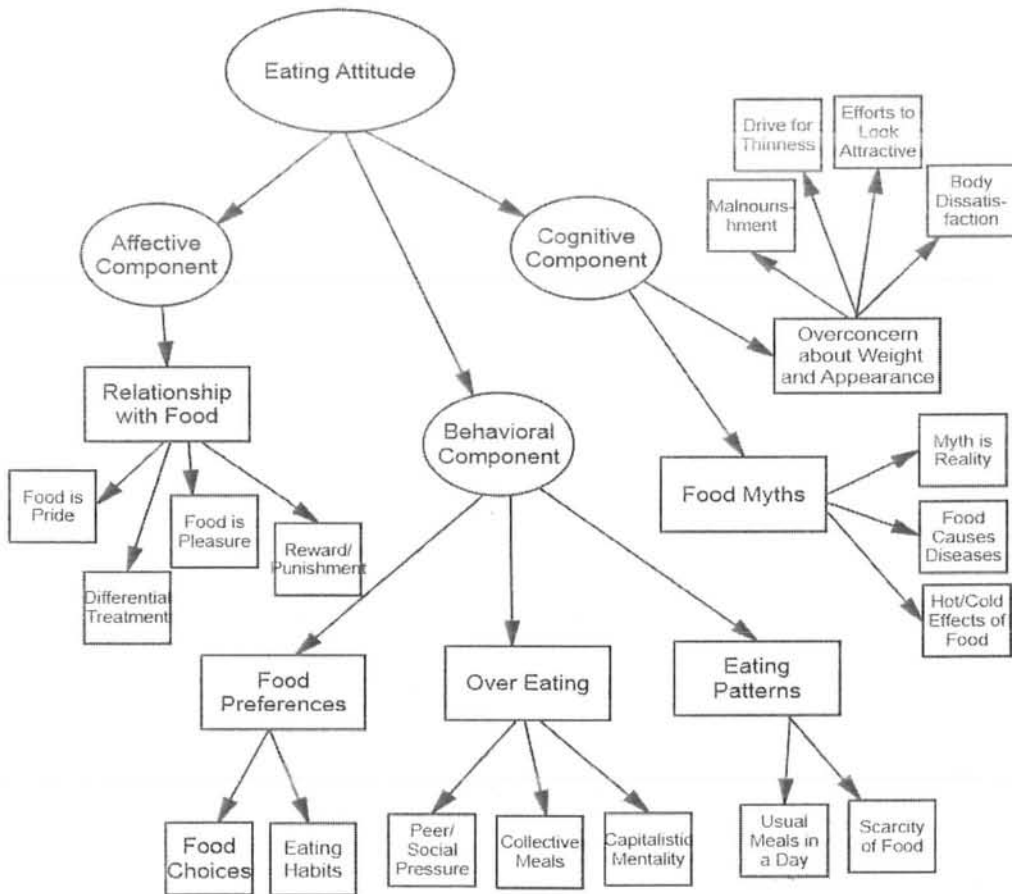 Eating Attitude
Drive for
Thinness
Efforts to
Look
Attractive
Malnouris-
hment
Body
Dissatis-
faction
Affective
Component
Cognitive
Component
Overconcern
about Weight
and Appearance
Relationship
with Food
Behavioral
Component
Food Myths
Myth is
Reality
Food is
Pride
Food is
Pleasure
Reward/
Punishment
Differential
Treatment
Food
Causes
Diseases
Hot/Cold
Effects of
Food
Food
Preferences
Over Eating
Eating
Patterns
Food
Choices
Eating
Habits
Peer/
Social
Pressure
Collective
Meals
Capitalistic
Mentality
Usual
Meals in
a Day
Scarcity
of Food